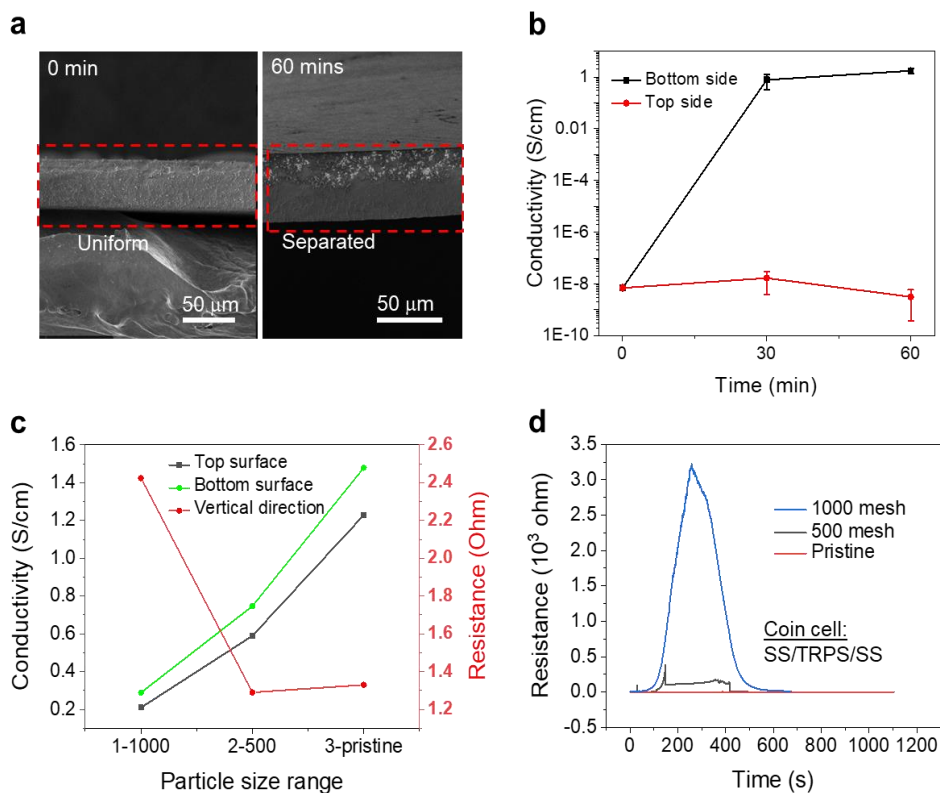 a
0 min
60 mins
Uniform
Separated
50 μm
50 μm
b
Conductivity (S/cm)
1
0.01
1E-4
1E-6
1E-8
1E-10
Bottom side
Top side
0
30
60
Time (min)
c
Conductivity (S/cm)
1.6
1.4
1.2
1.0
0.8
0.6
0.4
0.2
Top surface
Bottom surface
Vertical direction
2.6
2.4
2.2
2.0
1.8
1.6
1.4
1.2
Resistance (Ohm)
1-1000
2-500
3-pristine
Particle size range
d
Resistance (10³ ohm)
3.5
3.0
2.5
2.0
1.5
1.0
0.5
0.0
-0.5
1000 mesh
500 mesh
Pristine
Coin cell:
SS/TRPS/SS
0
200
400
600
800
1000
1200
Time (s)